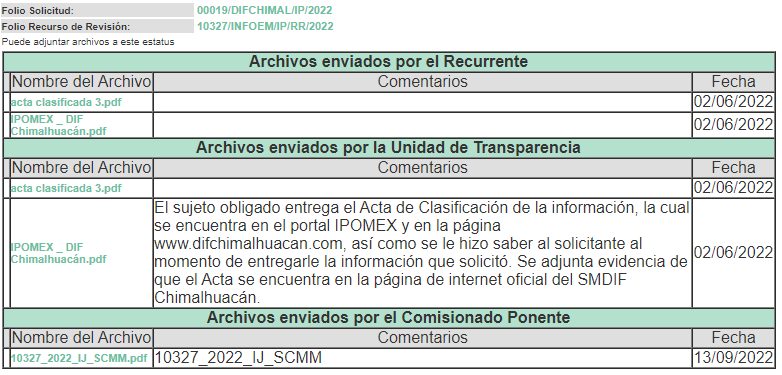 Folio Solicitud: 00019/DIFCHIMAL/IP/2022
Folio Recurso de Revisión: 10327/INFOEM/IP/RR/2022
Puede adjuntar archivos a este estatus
Archivos enviados por el Recurrente
Nombre del Archivo Comentarios Fecha
acta clasificada 3.pdf 02/06/2022
IPOMEX _ DIF
Chimalhuacán.pdf 02/06/2022
Archivos enviados por la Unidad de Transparencia
Nombre del Archivo Comentarios Fecha
acta clasificada 3.pdf 02/06/2022
IPOMEX _ DIF
Chimalhuacán.pdf
El sujeto obligado entrega el Acta de Clasificación de la información, la cual
se encuentra en el portal IPOMEX y en la página
www.difchimalhuacan.com, así como se le hizo saber al solicitante al
momento de entregarle la información que solicitó. Se adjunta evidencia de
que el Acta se encuentra en la página de internet oficial del SMDIF
Chimalhuacán.
02/06/2022
Archivos enviados por el Comisionado Ponente
Nombre del Archivo Comentarios Fecha
10327_2022_IJ_SCMM.pdf 10327_2022_IJ_SCMM 13/09/2022